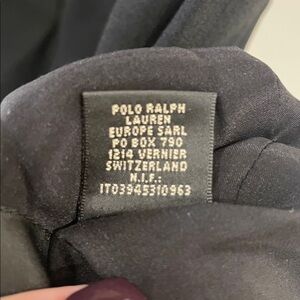 POLO RALPH
LAUREN
EUROPE SARL
PO BOX 790
1214 VERNIER
SWITZERLAND
N.I.F.:
IT03945310963